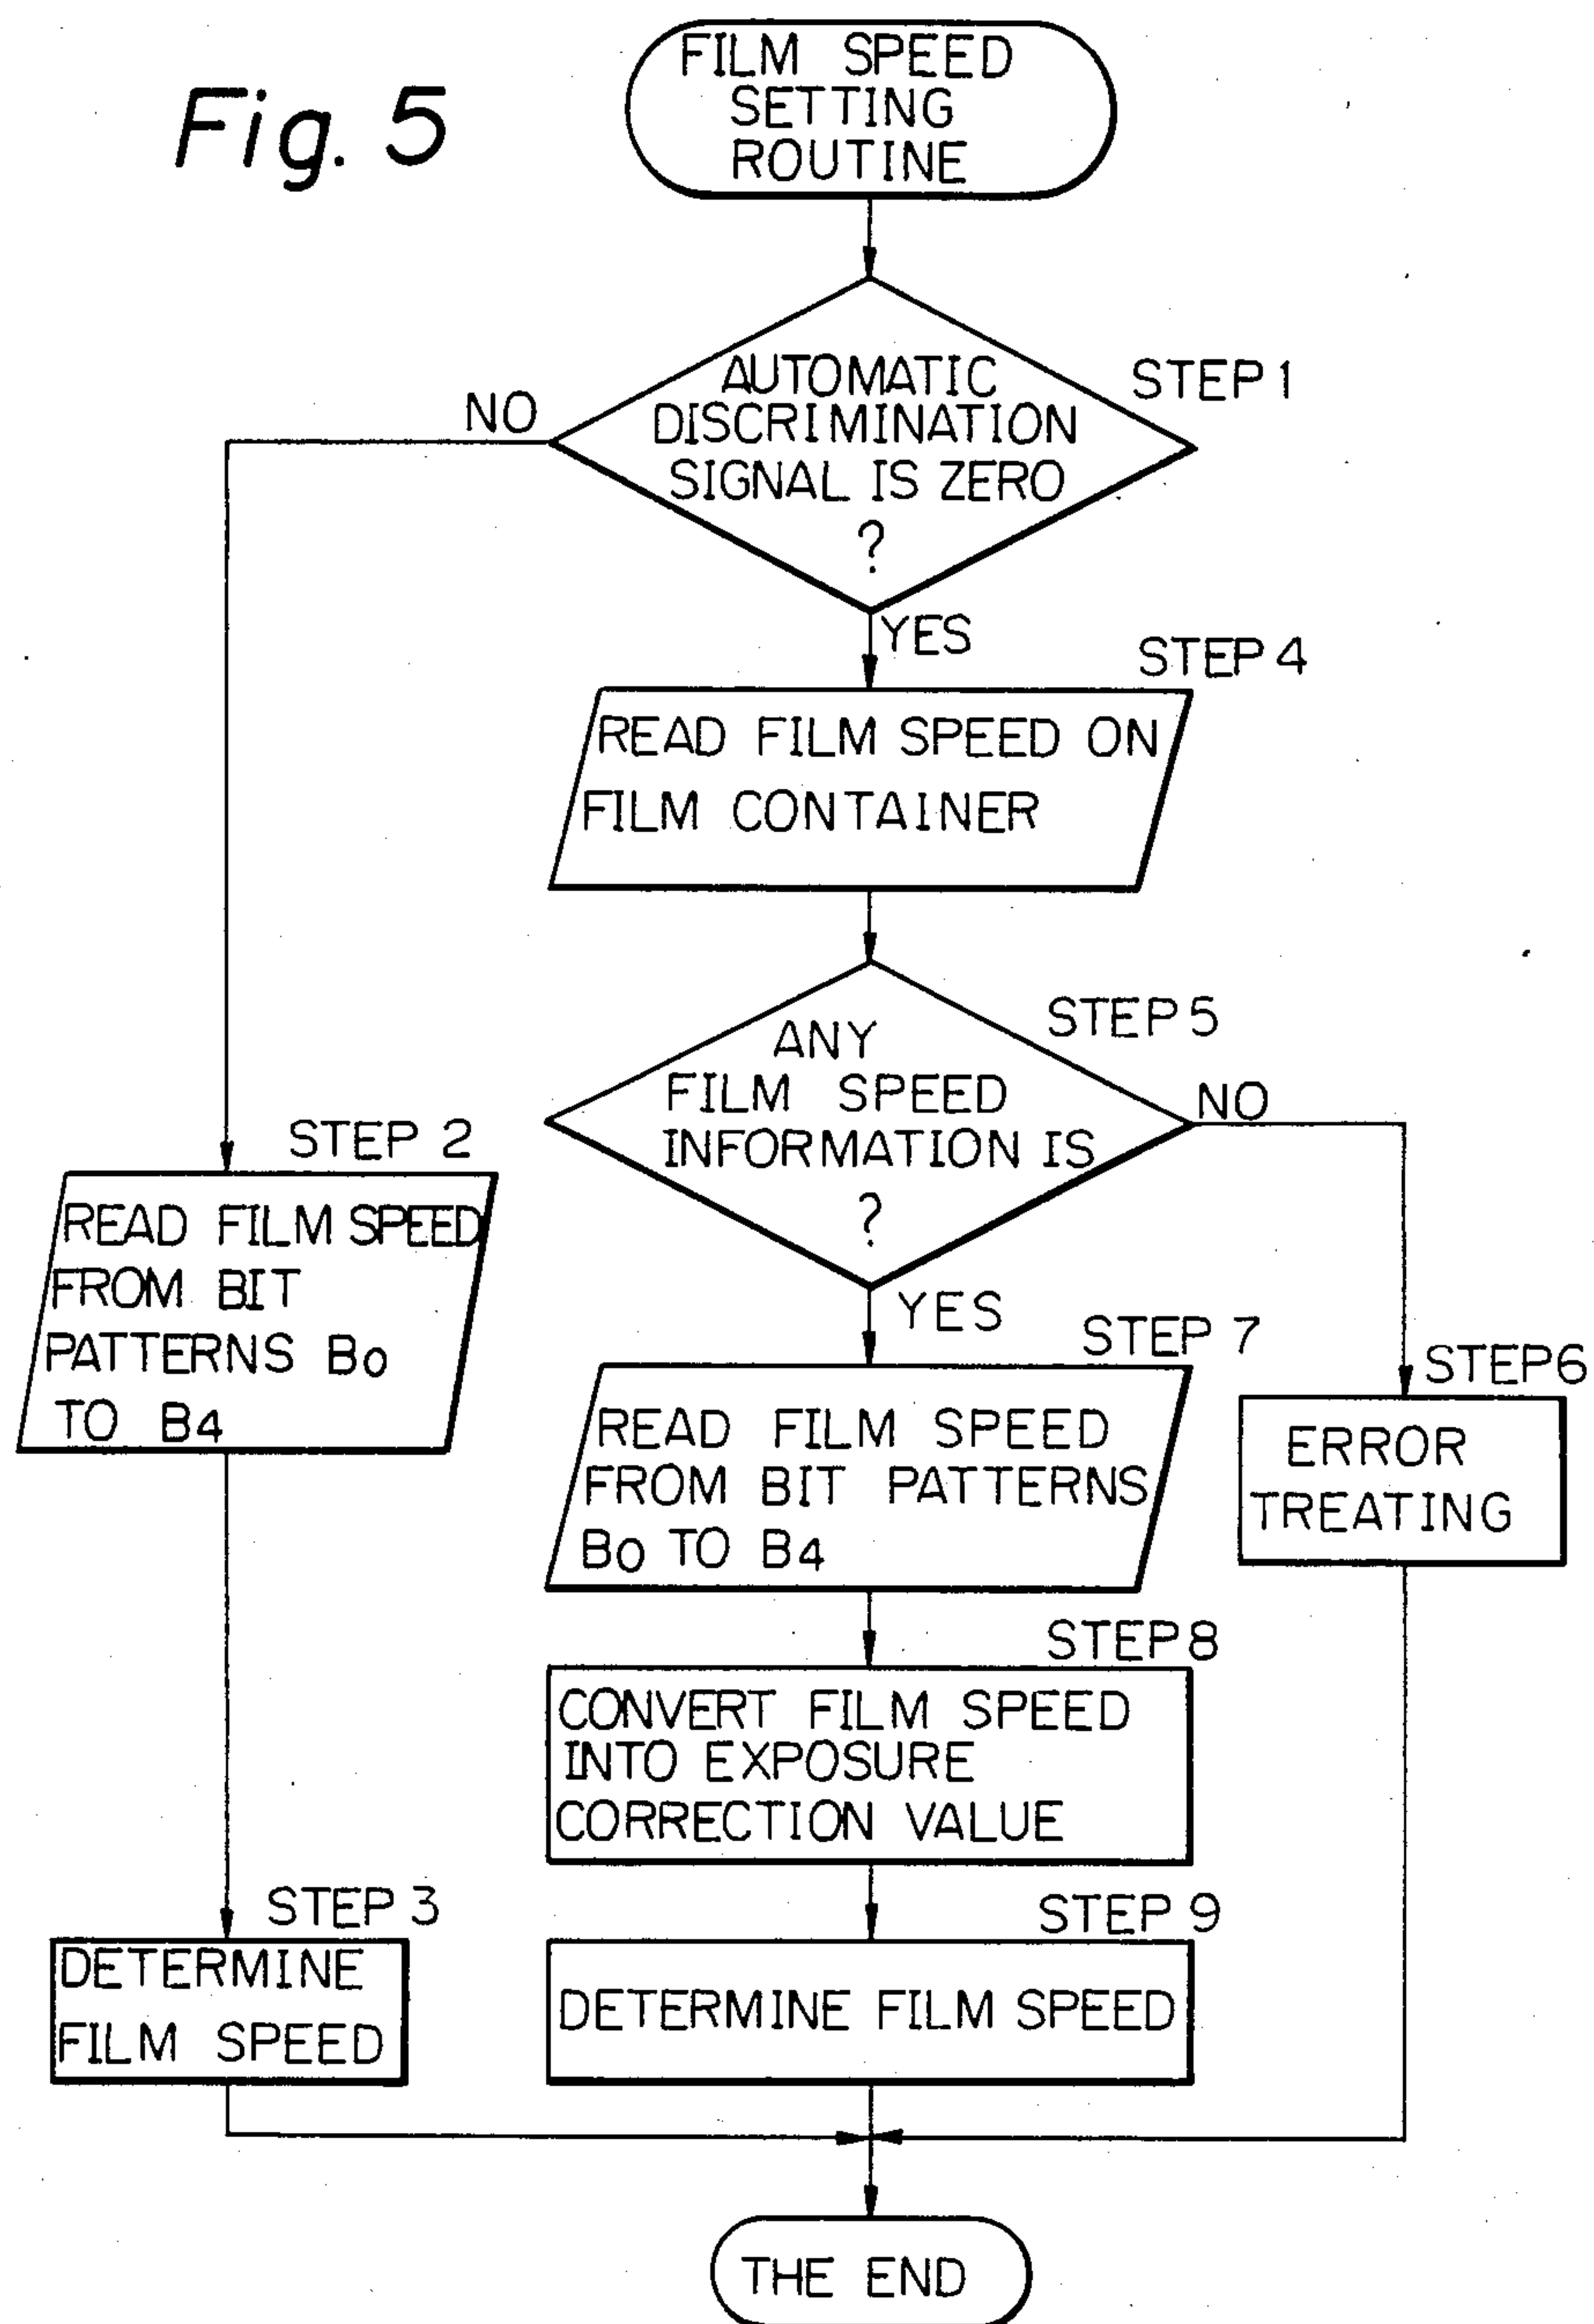 Fig. 5
FILM SPEED
SETTING
ROUTINE
AUTOMATIC
DISCRIMINATION
SIGNAL IS ZERO
?
STEP 1
NO
YES
STEP 4
READ FILM SPEED ON
FILM CONTAINER
STEP 5
ANY
FILM SPEED
INFORMATION IS
?
NO
YES
STEP 2
READ FILM SPEED
FROM BIT
PATTERNS B0
TO B4
STEP 7
READ FILM SPEED
FROM BIT PATTERNS
B0 TO B4
STEP6
ERROR
TREATING
STEP 8
CONVERT FILM SPEED
INTO EXPOSURE
CORRECTION VALUE
STEP 3
DETERMINE
FILM SPEED
STEP 9
DETERMINE FILM SPEED
THE END